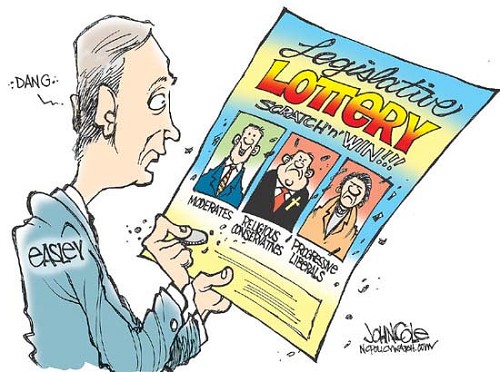 :DANG:
Legislative
LOTTERY
SCRATCH 'n' WIN!!!
MODERATES
RELIGIOUS
CONSERVATIVES
PROGRESSIVE
LIBERALS
EASLEY
JOHN COLE
NCPOLICYWATCH.COM